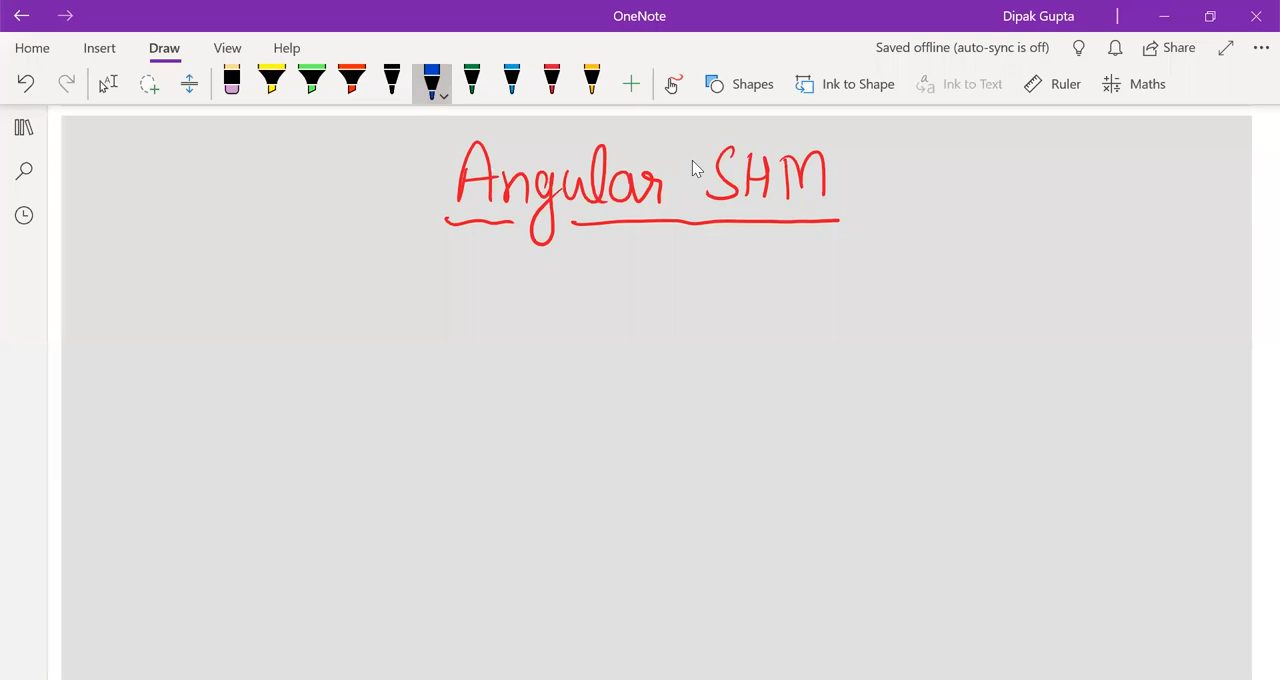 OneNote
Dipak Gupta
Home Insert Draw View Help
Saved offline (auto-sync is off) Share
Shapes Ink to Shape Ink to Text Ruler Maths
Angular SHM